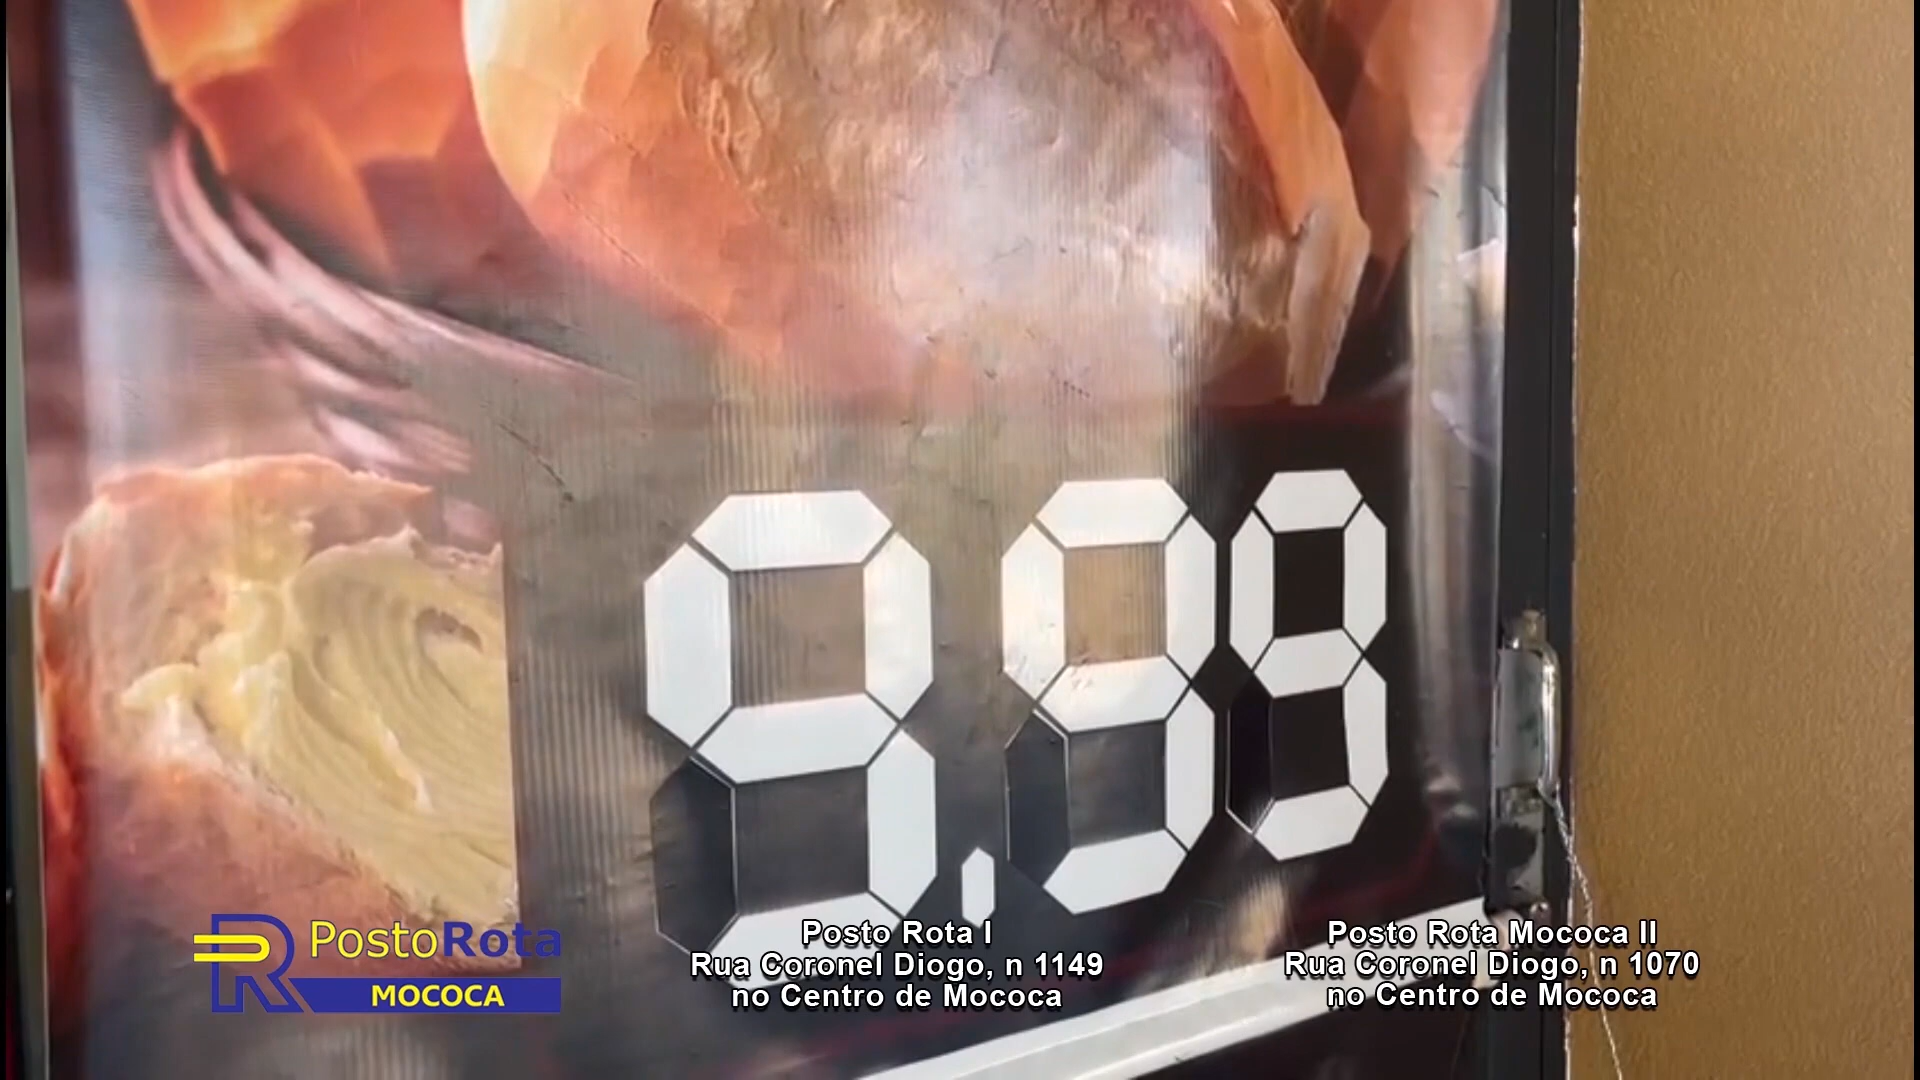 9.99
PostoRota
MOCOCA
Posto Rota I
Rua Coronel Diogo, n 1149
no Centro de Mococa
Posto Rota Mococa II
Rua Coronel Diogo, n 1070
no Centro de Mococa